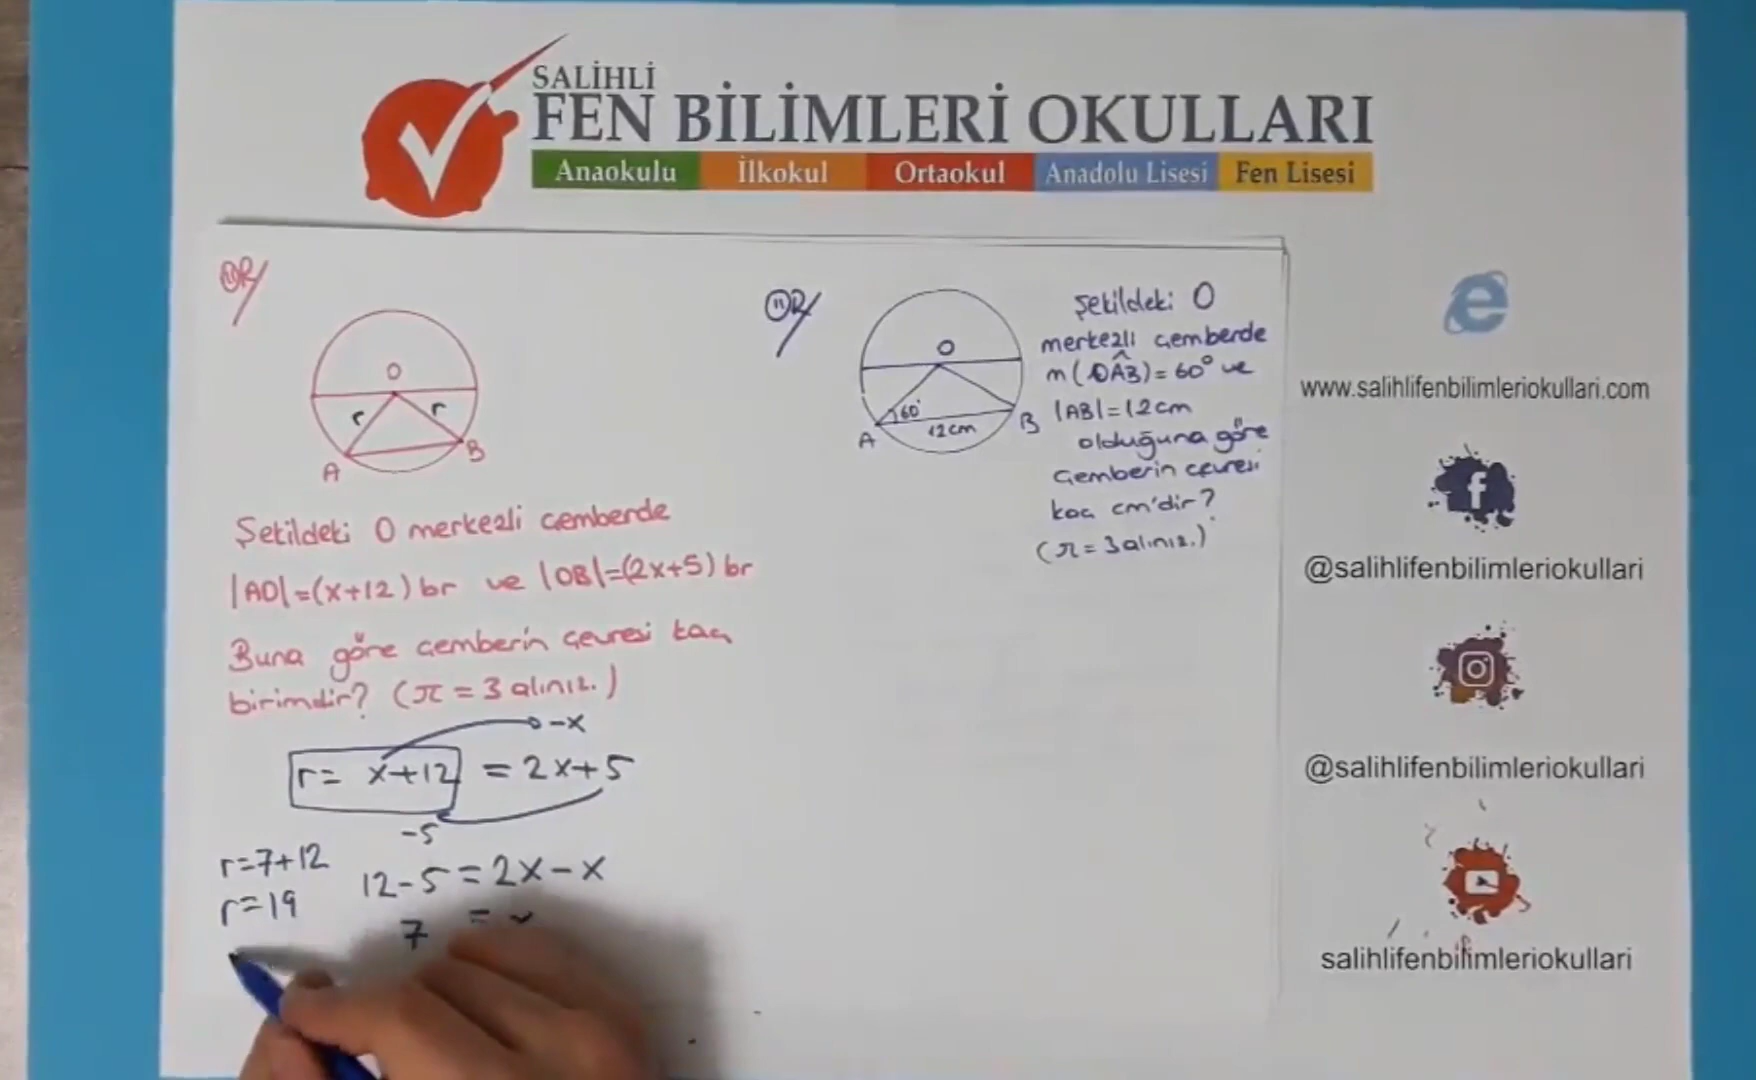 SALİHLİ
FEN BİLİMLERİ OKULLARI
Anaokulu İlkokul Ortaokul Anadolu Lisesi Fen Lisesi
ÖR/
O
r r
A B
Şekildeki O merkezli çemberde
|AO|=(x+12) br ve |OB|=(2x+5) br
Buna göre çemberin çevresi kaç
birimdir? (π = 3 alınız.)
-x
r= x+12 = 2x+5
-5
r=7+12
12-5=2x-x
r=19
7 =
ÖR/
O
60°
12cm
A B
Şekildeki O
merkezli çemberde
m(OÂB)=60° ve
|AB|=12cm
olduğuna göre
çemberin çevresi
kaç cm'dir?
(π=3 alınız.)
www.salihlifenbilimleriokullari.com
@salihlifenbilimleriokullari
@salihlifenbilimleriokullari
salihlifenbilimleriokullari